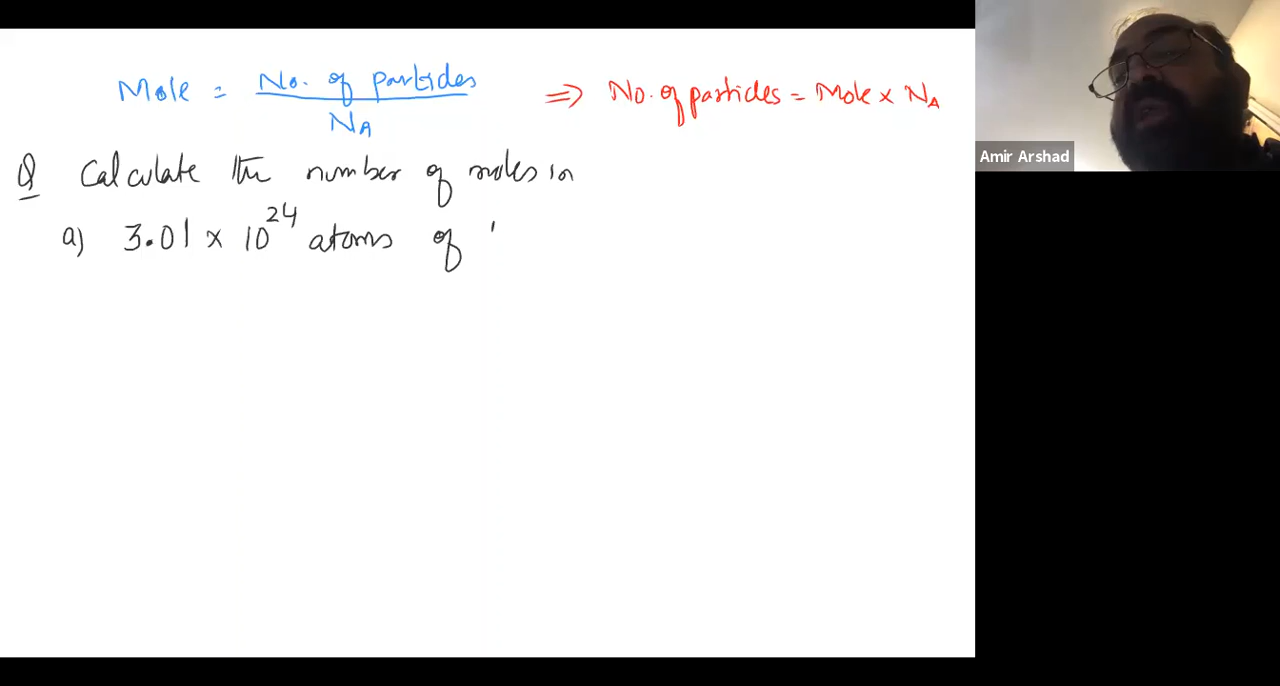 Mole = No. of particles / NA ⇒ No. of particles = Mole × NA
Q Calculate the number of moles in
a) 3.01 × 10^24 atoms of
Amir Arshad